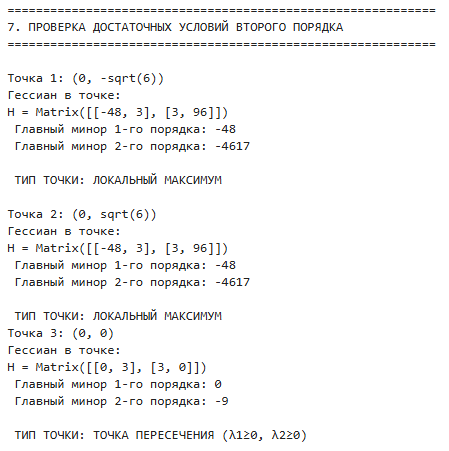 ============================================================
7. ПРОВЕРКА ДОСТАТОЧНЫХ УСЛОВИЙ ВТОРОГО ПОРЯДКА
============================================================
Точка 1: (0, -sqrt(6))
Гессиан в точке:
H = Matrix([[-48, 3], [3, 96]])
Главный минор 1-го порядка: -48
Главный минор 2-го порядка: -4617
ТИП ТОЧКИ: ЛОКАЛЬНЫЙ МАКСИМУМ
Точка 2: (0, sqrt(6))
Гессиан в точке:
H = Matrix([[-48, 3], [3, 96]])
Главный минор 1-го порядка: -48
Главный минор 2-го порядка: -4617
ТИП ТОЧКИ: ЛОКАЛЬНЫЙ МАКСИМУМ
Точка 3: (0, 0)
Гессиан в точке:
H = Matrix([[0, 3], [3, 0]])
Главный минор 1-го порядка: 0
Главный минор 2-го порядка: -9
ТИП ТОЧКИ: ТОЧКА ПЕРЕСЕЧЕНИЯ (λ1≥0, λ2≥0)